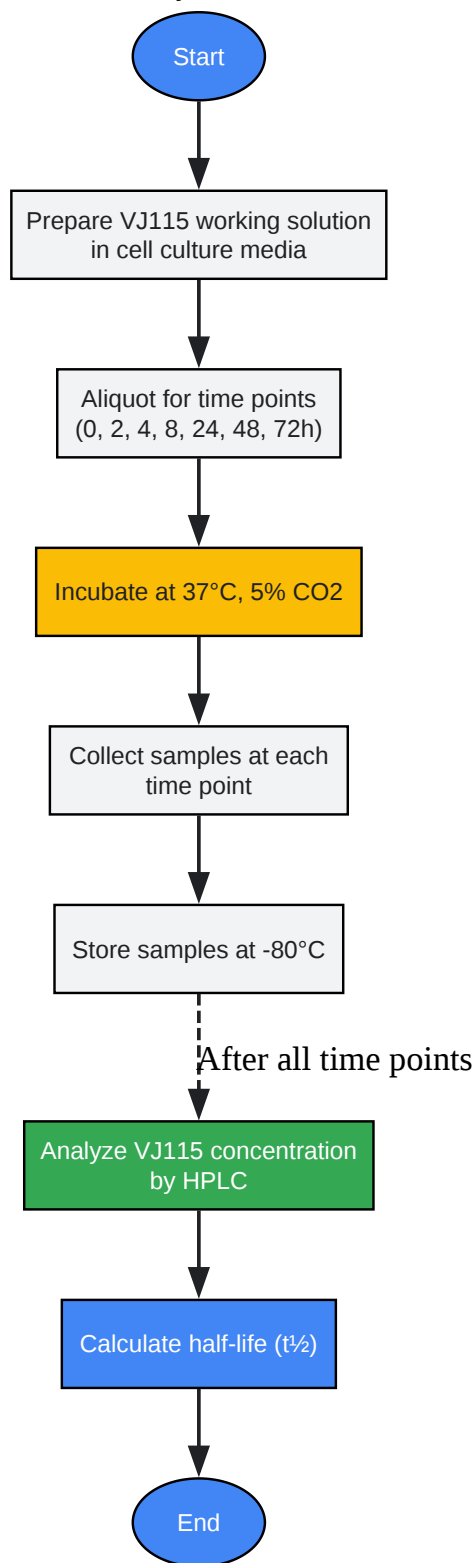 Start
Prepare VJ115 working solution
in cell culture media
Aliquot for time points
(0, 2, 4, 8, 24, 48, 72h)
Incubate at 37°C, 5% CO2
Collect samples at each
time point
Store samples at -80°C
After all time points
Analyze VJ115 concentration
by HPLC
Calculate half-life (t½)
End